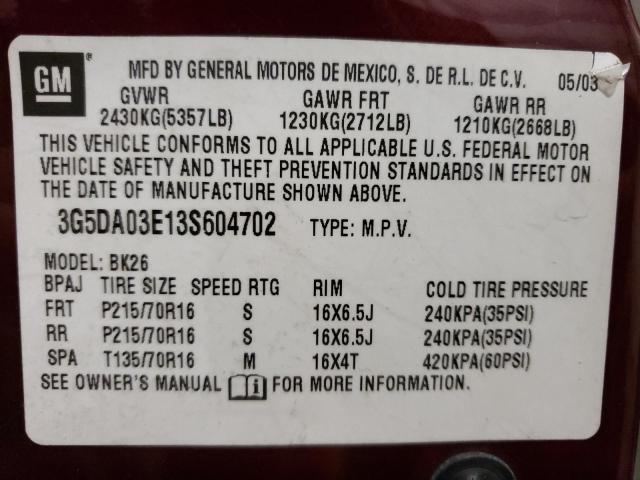 GM ®
MFD BY GENERAL MOTORS DE MEXICO, S. DE R.L. DE C.V. 05/03
GVWR GAWR FRT GAWR RR
2430KG(5357LB) 1230KG(2712LB) 1210KG(2668LB)
THIS VEHICLE CONFORMS TO ALL APPLICABLE U.S. FEDERAL MOTOR
VEHICLE SAFETY AND THEFT PREVENTION STANDARDS IN EFFECT ON
THE DATE OF MANUFACTURE SHOWN ABOVE.
3G5DA03E13S604702 TYPE: M.P.V.
MODEL: BK26
BPAJ TIRE SIZE SPEED RTG RIM COLD TIRE PRESSURE
FRT P215/70R16 S 16X6.5J 240KPA(35PSI)
RR P215/70R16 S 16X6.5J 240KPA(35PSI)
SPA T135/70R16 M 16X4T 420KPA(60PSI)
SEE OWNER'S MANUAL i FOR MORE INFORMATION.